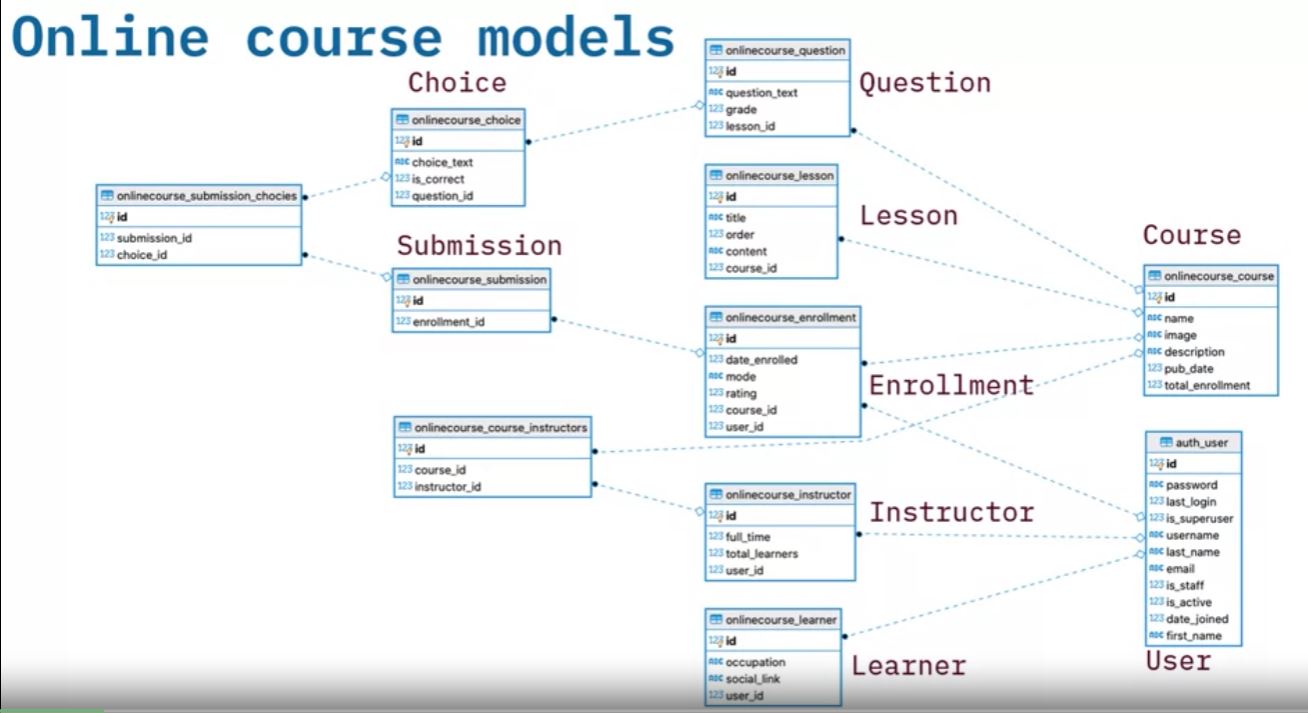 Online course models
Choice
onlinecourse_choice
123 id
ABC choice_text
123 is_correct
123 question_id
onlinecourse_submission_chocies
123 id
123 submission_id
123 choice_id
Submission
onlinecourse_submission
123 id
123 enrollment_id
onlinecourse_course_instructors
123 id
123 course_id
123 instructor_id
onlinecourse_question
123 id
ABC question_text
123 grade
123 lesson_id
Question
onlinecourse_lesson
123 id
ABC title
123 order
ABC content
123 course_id
Lesson
onlinecourse_enrollment
123 id
123 date_enrolled
ABC mode
123 rating
123 course_id
123 user_id
Enrollment
onlinecourse_instructor
123 id
123 full_time
123 total_learners
123 user_id
Instructor
onlinecourse_learner
123 id
ABC occupation
ABC social_link
123 user_id
Learner
Course
onlinecourse_course
123 id
ABC name
ABC image
ABC description
123 pub_date
123 total_enrollment
auth_user
123 id
ABC password
123 last_login
123 is_superuser
ABC username
ABC last_name
ABC email
123 is_staff
123 is_active
123 date_joined
ABC first_name
User